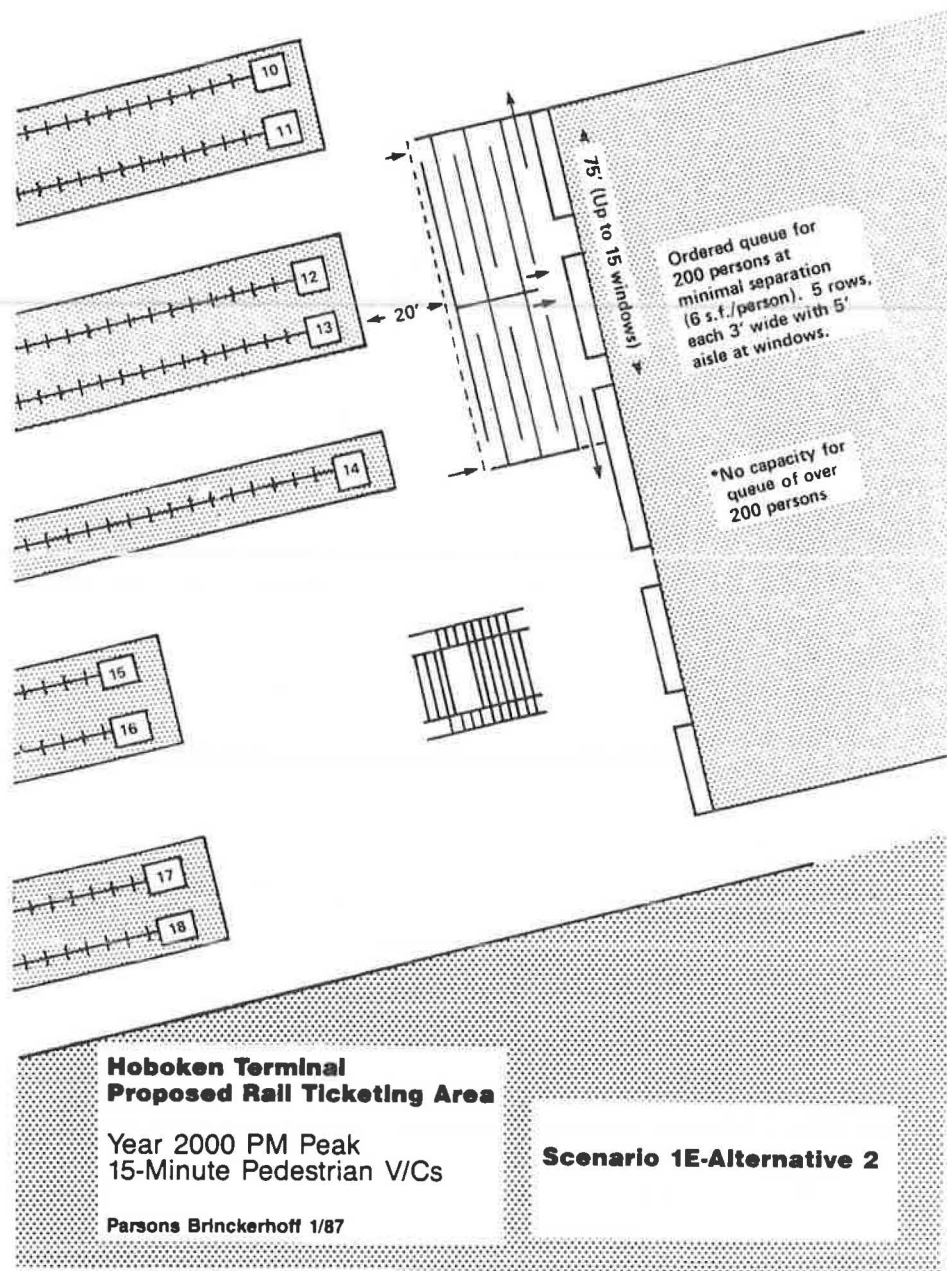 10
11
75' (Up to 15 windows)
Ordered queue for
200 persons at
minimal separation
(6 s.f./person). 5 rows,
each 3' wide with 5'
aisle at windows.
12
13
20'
14
*No capacity for
queue of over
200 persons
15
16
17
18
Hoboken Terminal
Proposed Rail Ticketing Area
Year 2000 PM Peak
15-Minute Pedestrian V/Cs
Parsons Brinckerhoff 1/87
Scenario 1E-Alternative 2